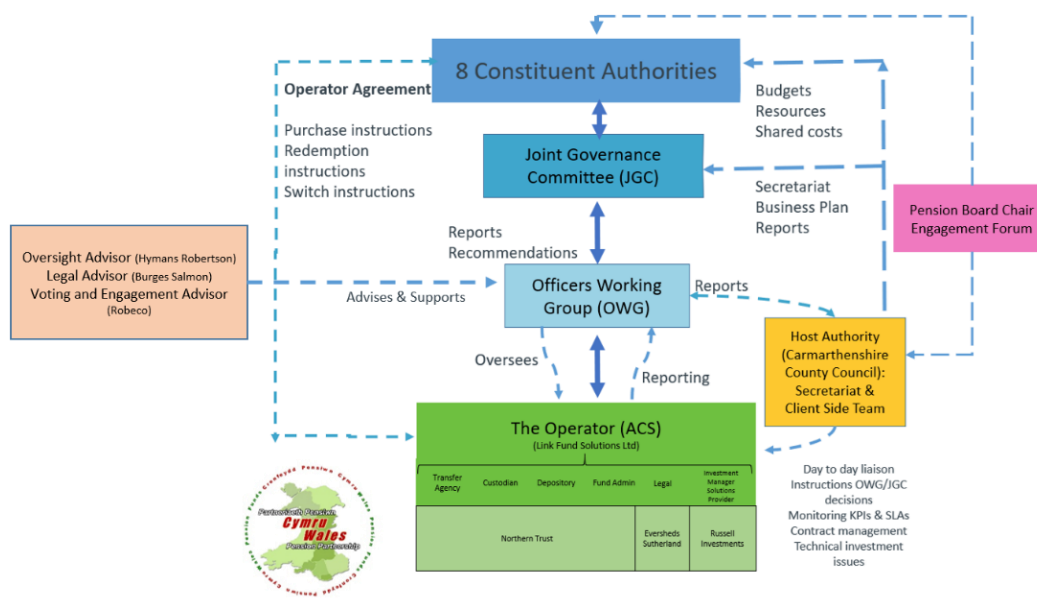 8 Constituent Authorities
Operator Agreement
Purchase instructions
Redemption
instructions
Switch instructions
Budgets
Resources
Shared costs
Joint Governance
Committee (JGC)
Secretariat
Business Plan
Reports
Pension Board Chair
Engagement Forum
Reports
Recommendations
Oversight Advisor (Hymans Robertson)
Legal Advisor (Burges Salmon)
Voting and Engagement Advisor
(Robeco)
Advises & Supports
Officers Working
Group (OWG)
Reports
Host Authority
(Carmarthenshire
County Council):
Secretariat &
Client Side Team
Oversees
Reporting
The Operator (ACS)
(Link Fund Solutions Ltd)
Transfer
Agency
Custodian
Depository
Fund Admin
Legal
Investment
Manager
Solutions
Provider
Northern Trust
Eversheds
Sutherland
Russell
Investments
Day to day liaison
Instructions OWG/JGC
decisions
Monitoring KPIs & SLAs
Contract management
Technical investment
issues
Partneriaeth Pensiwn
Cymru
Wales
Pension Partnership